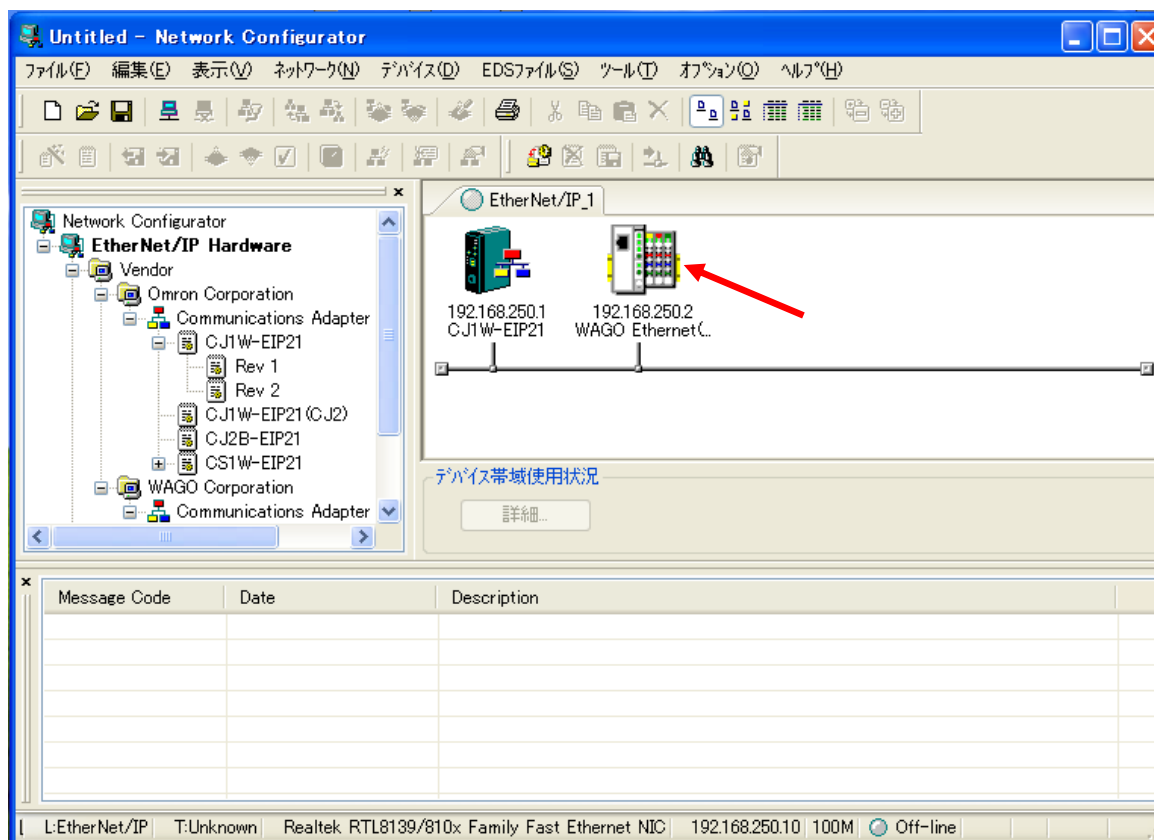 Untitled - Network Configurator
ファイル(F) 編集(E) 表示(V) ネットワーク(N) デバイス(D) EDSファイル(S) ツール(T) オプション(O) ヘルプ(H)
Network Configurator
EtherNet/IP Hardware
Vendor
Omron Corporation
Communications Adapter
CJ1W-EIP21
Rev 1
Rev 2
CJ1W-EIP21(CJ2)
CJ2B-EIP21
CS1W-EIP21
WAGO Corporation
Communications Adapter
EtherNet/IP_1
192.168.250.1 192.168.250.2
CJ1W-EIP21 WAGO Ethernet(...
デバイス帯域使用状況
詳細...
Message Code Date Description
L:EtherNet/IP T:Unknown Realtek RTL8139/810x Family Fast Ethernet NIC 192.168.250.10 100M Off-line